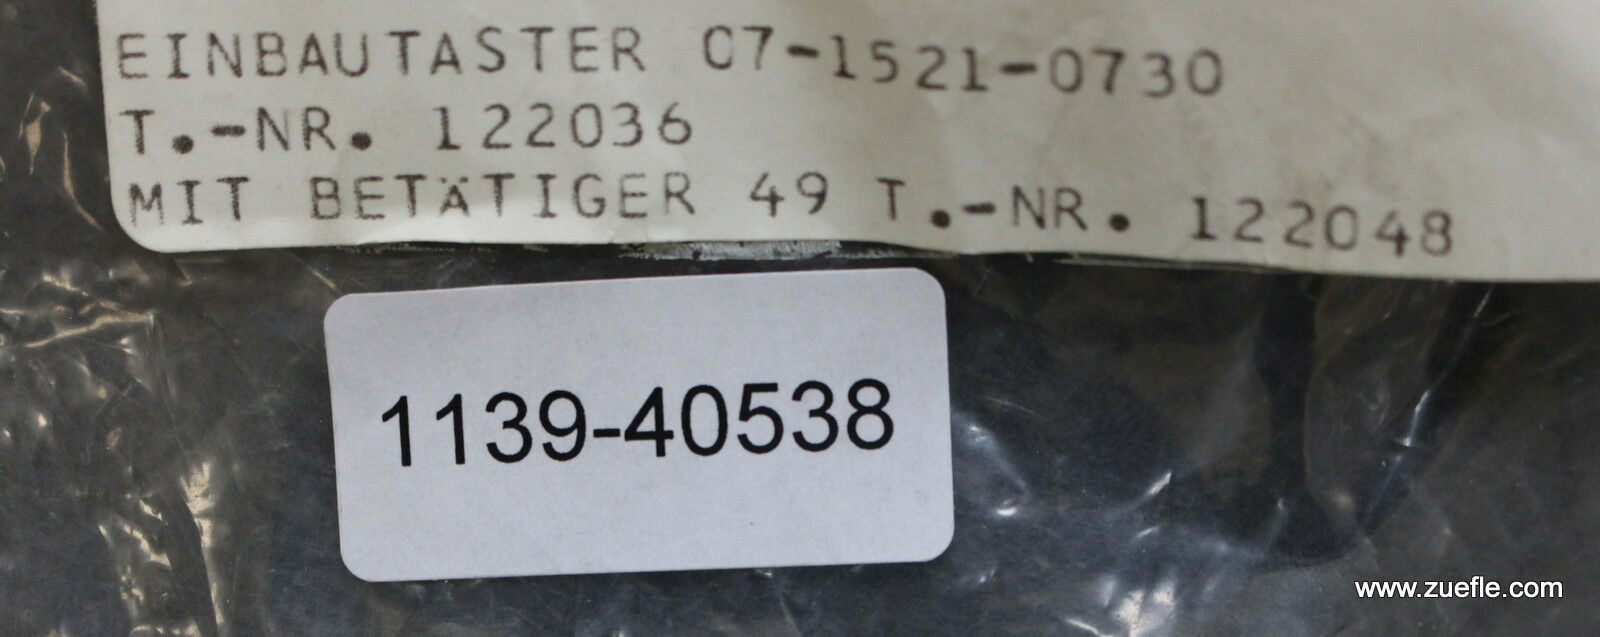 EINBAUTASTER 07-1521-0730
T.-NR. 122036
MIT BETÄTIGER 49 T.-NR. 122048
1139-40538
www.zuefle.com